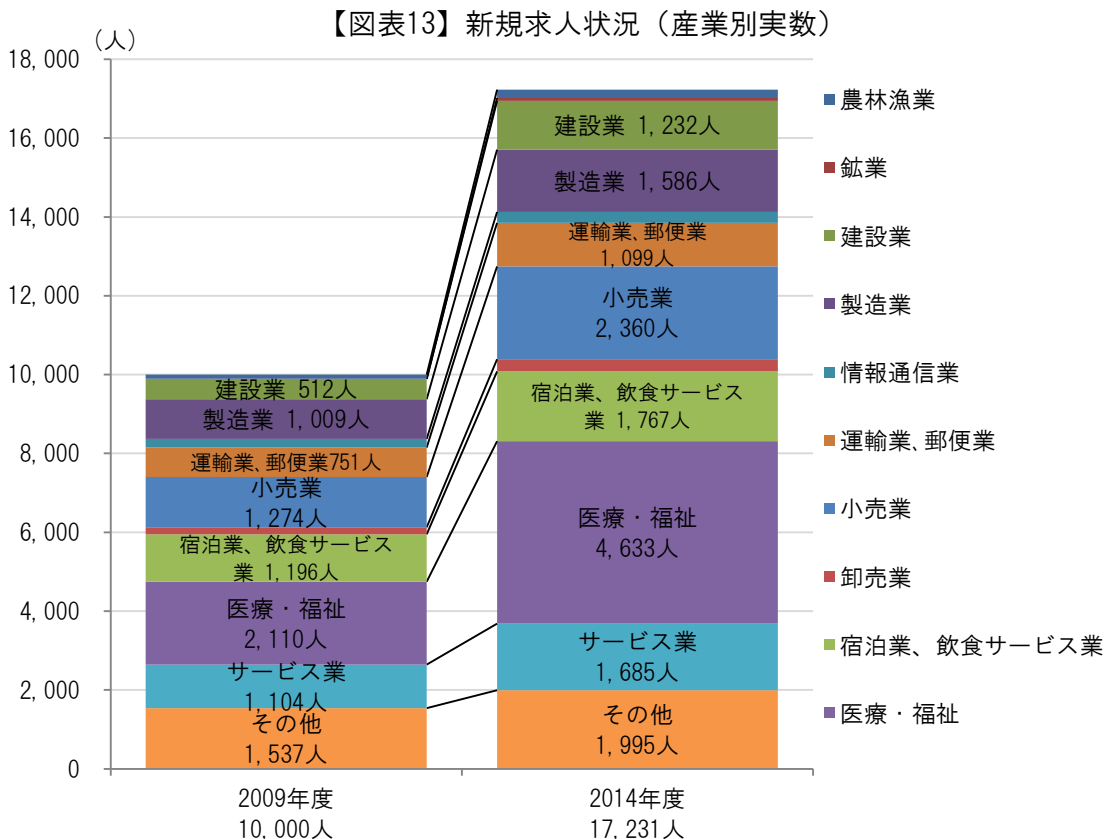 【図表13】新規求人状況（産業別実数）
（人）
18,000
16,000
14,000
12,000
10,000
8,000
6,000
4,000
2,000
0
建設業 512人
製造業 1,009人
運輸業、郵便業751人
小売業
1,274人
宿泊業、飲食サービス
業 1,196人
医療・福祉
2,110人
サービス業
1,104人
その他
1,537人
建設業 1,232人
製造業 1,586人
運輸業、郵便業
1,099人
小売業
2,360人
宿泊業、飲食サービス
業 1,767人
医療・福祉
4,633人
サービス業
1,685人
その他
1,995人
2009年度
10,000人
2014年度
17,231人
農林漁業
鉱業
建設業
製造業
情報通信業
運輸業、郵便業
小売業
卸売業
宿泊業、飲食サービス業
医療・福祉